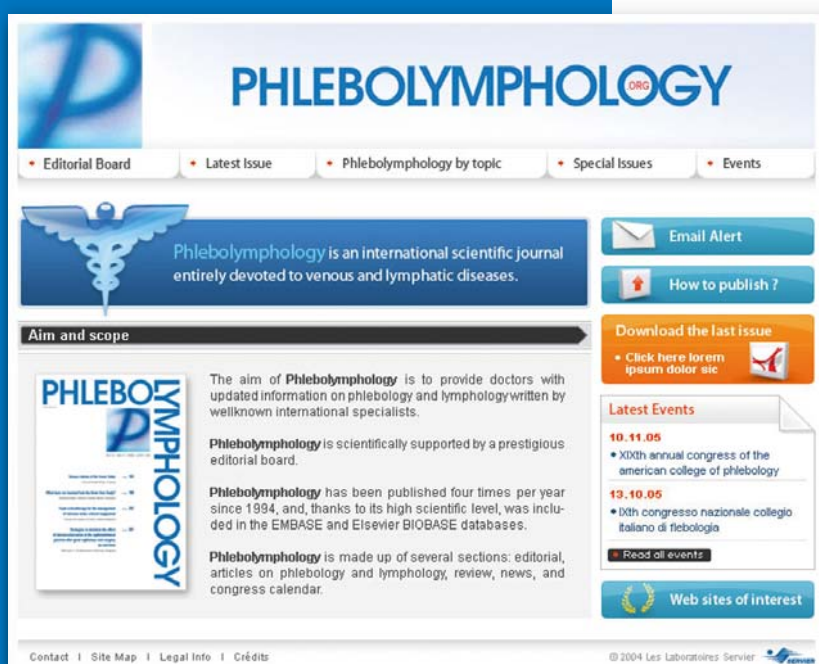 PHLEBOLYMPHOLOGY
.ORG
Editorial Board
Latest Issue
Phlebolymphology by topic
Special Issues
Events
Phlebolymphology is an international scientific journal
entirely devoted to venous and lymphatic diseases.
Email Alert
How to publish ?
Download the last issue
Click here lorem
ipsum dolor sic
Aim and scope
PHLEBO
LYMPHOLOGY
The aim of Phlebolymphology is to provide doctors with
updated information on phlebology and lymphology written by
wellknown international specialists.
Phlebolymphology is scientifically supported by a prestigious
editorial board.
Phlebolymphology has been published four times per year
since 1994, and, thanks to its high scientific level, was inclu-
ded in the EMBASE and Elsevier BIOBASE databases.
Phlebolymphology is made up of several sections: editorial,
articles on phlebology and lymphology, review, news, and
congress calendar.
Latest Events
10.11.05
XIXth annual congress of the
american college of phlebology
13.10.05
IXth congresso nazionale collegio
italiano di flebologia
Read all events
Web sites of interest
Contact I Site Map I Legal Info I Crédits
© 2004 Les Laboratoires Servier
SERVIER